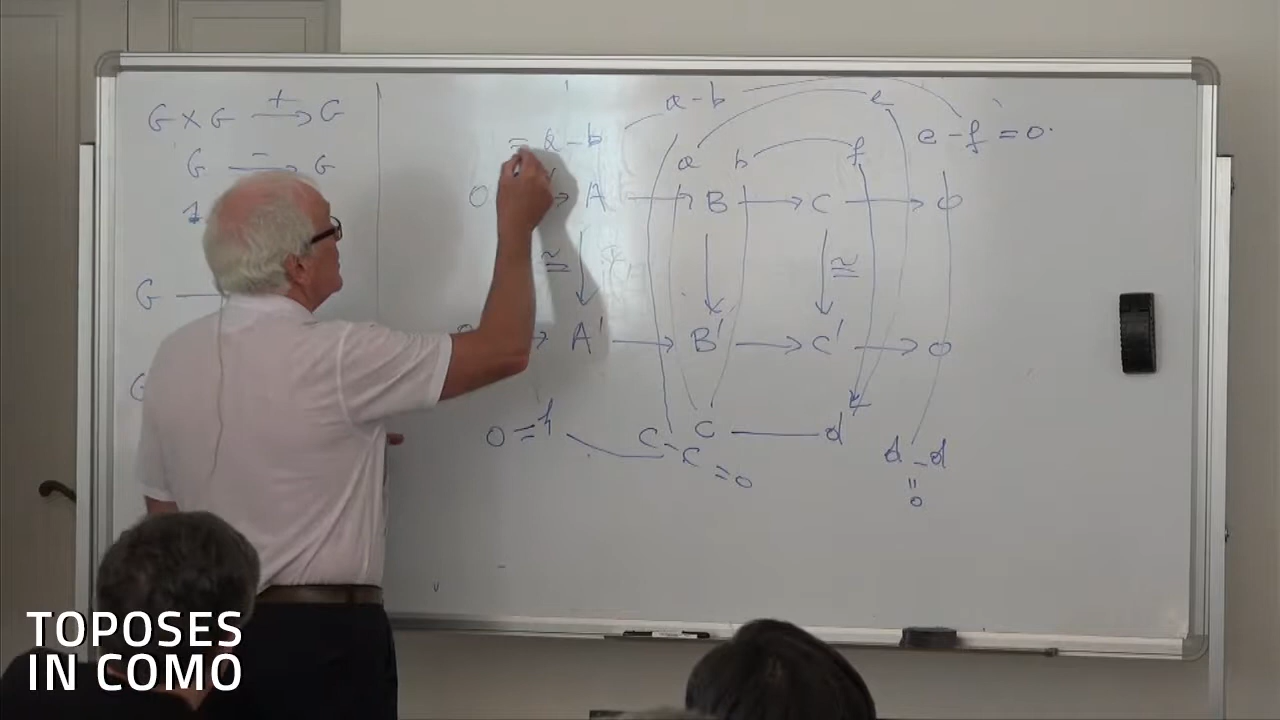 G × G + → G
G − → G
1
G
G
a - b
e
e - f = 0.
= a - b
a b f
0 → A → B → C → 0
≅ ≅
→ A' → B' → C' → 0
0 = h
c - c = 0
c
d
d - d
=
0
TOPOSES
IN COMO